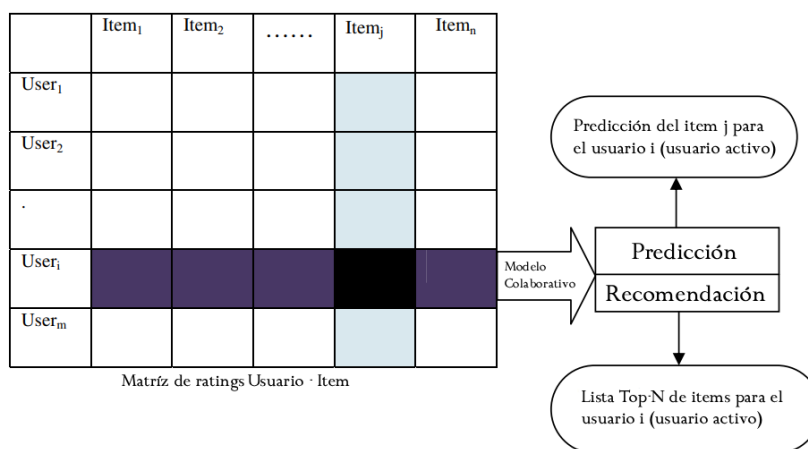 Item₁ Item₂ ...... Itemⱼ Itemₙ
User₁
User₂
.
Userᵢ
Userₘ
Matríz de ratings Usuario · Item
Modelo
Colaborativo
Predicción del item j para
el usuario i (usuario activo)
Predicción
Recomendación
Lista Top-N de items para el
usuario i (usuario activo)